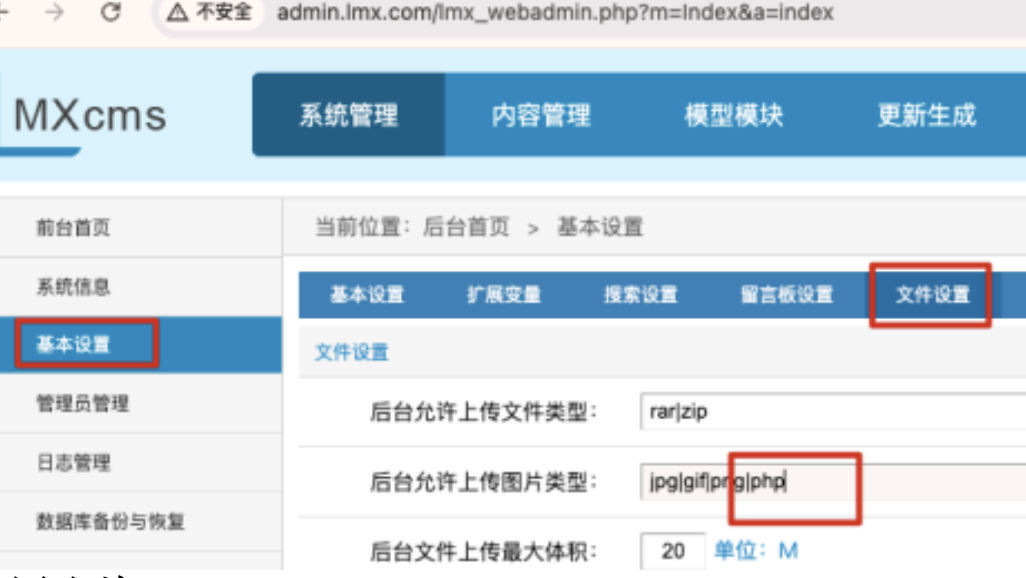 不安全 admin.lmx.com/lmx_webadmin.php?m=Index&a=index
MXcms
系统管理 内容管理 模型模块 更新生成
前台首页
系统信息
基本设置
管理员管理
日志管理
数据库备份与恢复
当前位置：后台首页 > 基本设置
基本设置 扩展变量 搜索设置 留言板设置 文件设置
文件设置
后台允许上传文件类型： rar|zip
后台允许上传图片类型： jpg|gif|png|php
后台文件上传最大体积： 20 单位：M